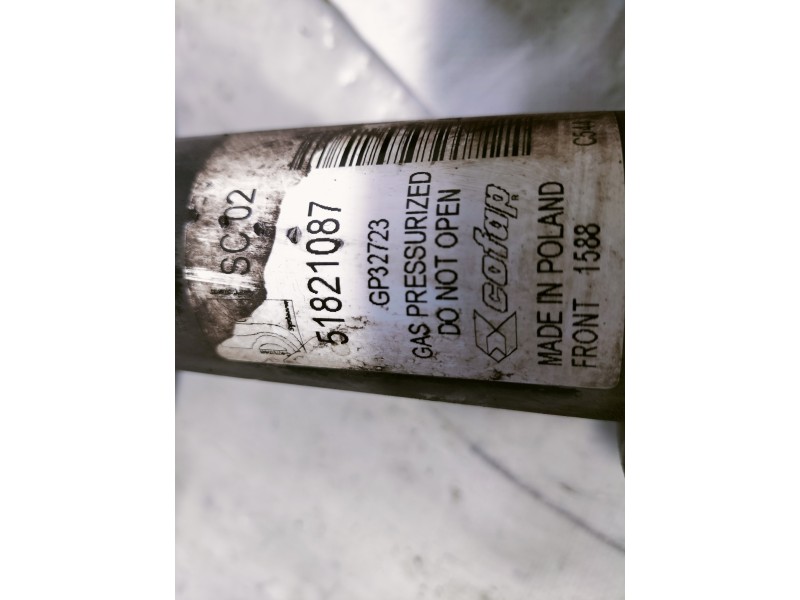 SC 02
51821087
GP32723
GAS PRESSURIZED
DO NOT OPEN
cofap
MADE IN POLAND
FRONT 1588